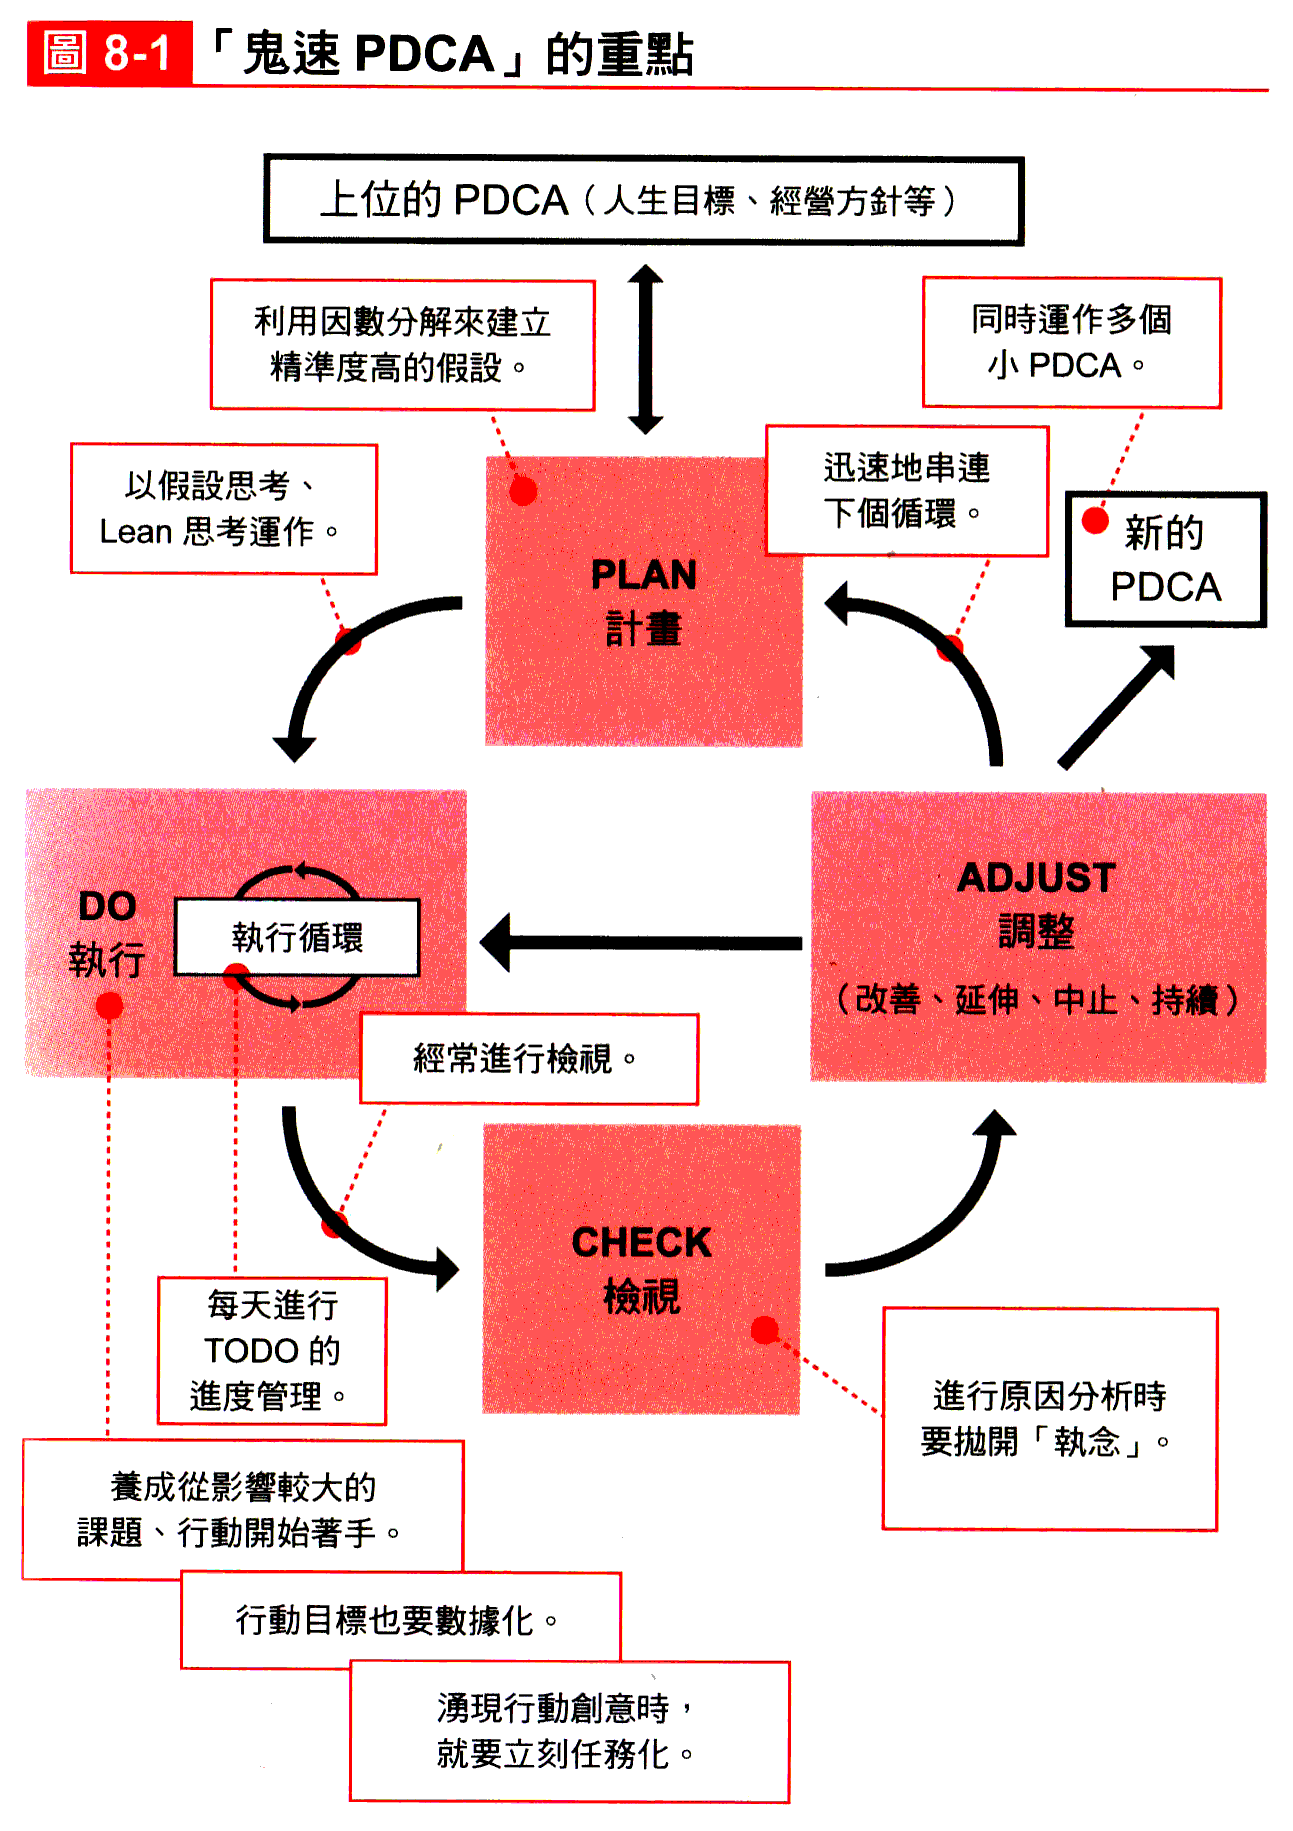 圖 8-1 「鬼速 PDCA」的重點
上位的 PDCA（人生目標、經營方針等）
利用因數分解來建立
精準度高的假設。
同時運作多個
小 PDCA。
以假設思考、
Lean 思考運作。
迅速地串連
下個循環。
新的
PDCA
PLAN
計畫
DO
執行
執行循環
ADJUST
調整
（改善、延伸、中止、持續）
經常進行檢視。
CHECK
檢視
每天進行
TODO 的
進度管理。
進行原因分析時
要拋開「執念」。
養成從影響較大的
課題、行動開始著手。
行動目標也要數據化。
湧現行動創意時，
就要立刻任務化。